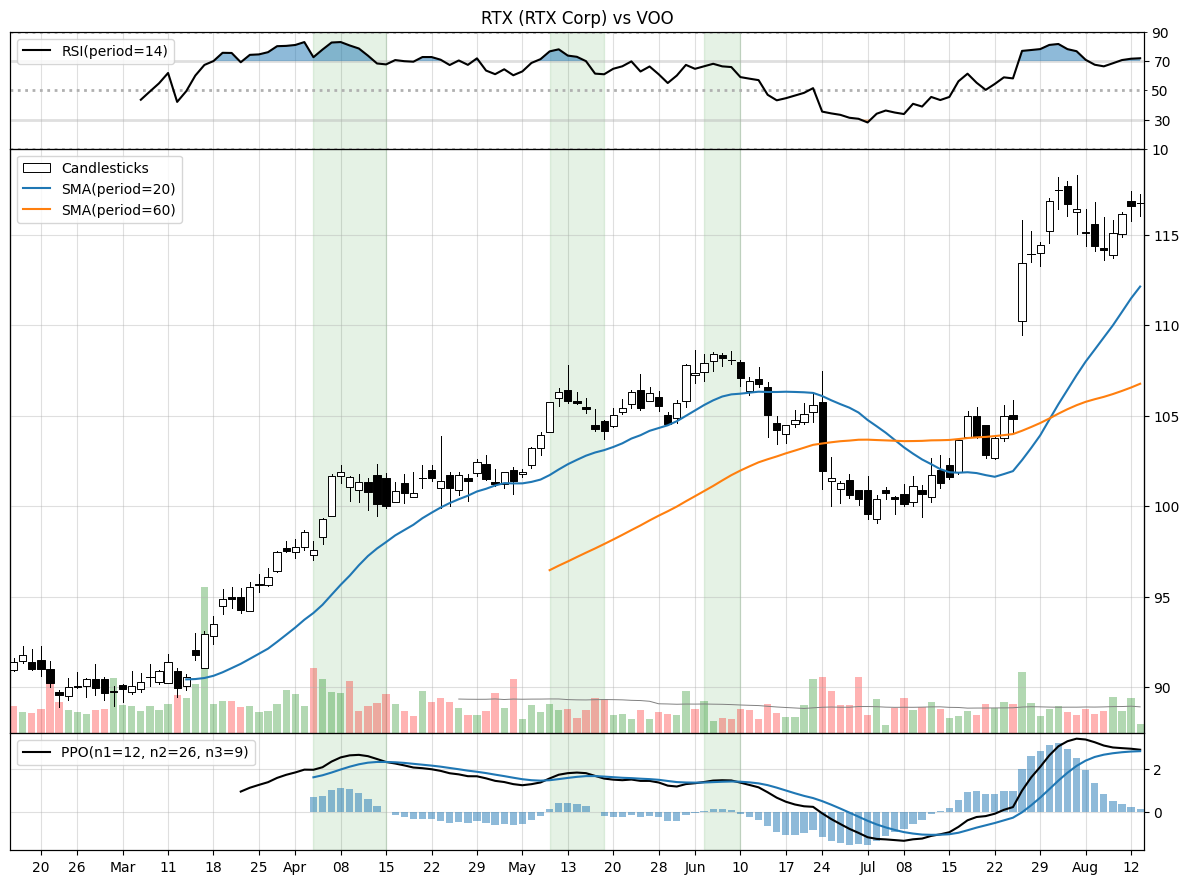 RTX (RTX Corp) vs VOO
RSI(period=14)
90
70
50
30
10
Candlesticks
SMA(period=20)
SMA(period=60)
115
110
105
100
95
90
PPO(n1=12, n2=26, n3=9)
2
0
20 26 Mar 11 18 25 Apr 08 15 22 29 May 13 20 28 Jun 10 17 24 Jul 08 15 22 29 Aug 12